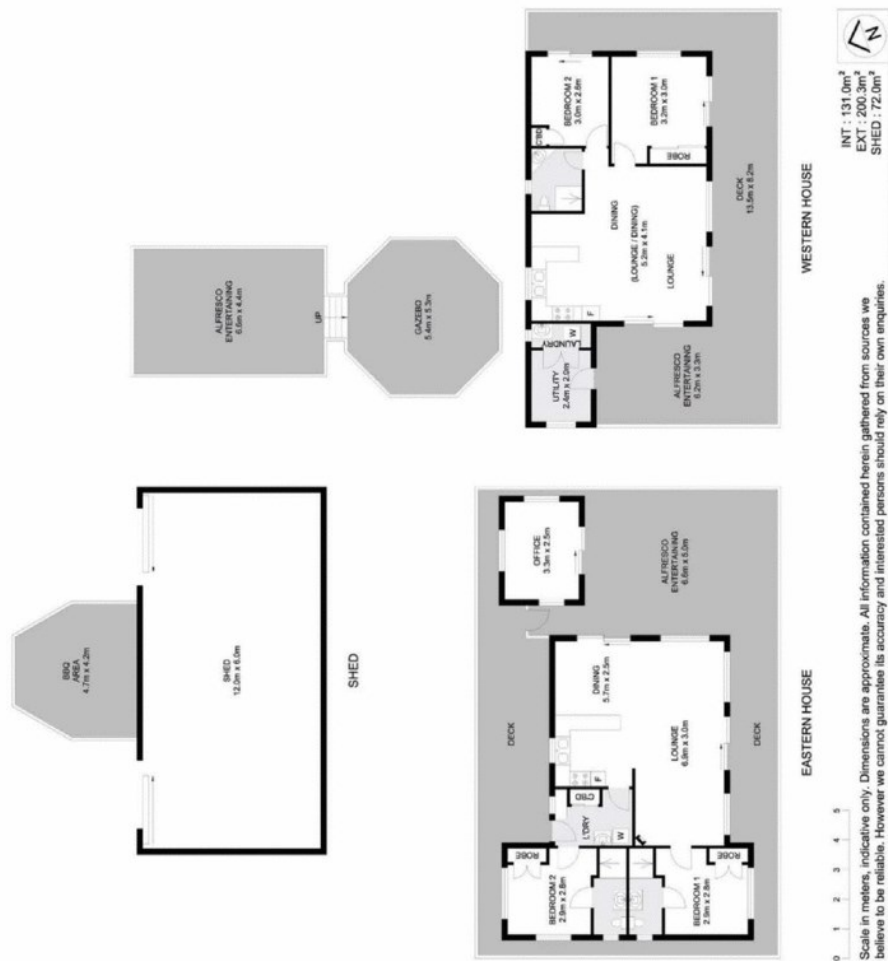 BBQ
AREA
4.7m x 4.2m
SHED
12.0m x 6.0m
SHED
ALFRESCO
ENTERTAINING
6.6m x 4.4m
UP
GAZEBO
5.4m x 5.3m
DECK
OFFICE
3.3m x 2.5m
ROBE
BEDROOM 2
2.9m x 2.8m
C'BD
L'DRY
W
F
DINING
5.7m x 2.5m
LOUNGE
6.9m x 3.0m
ALFRESCO
ENTERTAINING
6.6m x 5.0m
BEDROOM 1
2.9m x 2.8m
ROBE
DECK
EASTERN HOUSE
UTILITY
2.4m x 2.0m
LAUNDRY
W
F
C'BD
BEDROOM 2
3.0m x 2.6m
DINING
(LOUNGE / DINING)
5.2m x 4.1m
LOUNGE
BEDROOM 1
3.2m x 3.0m
ROBE
ALFRESCO
ENTERTAINING
6.2m x 3.3m
DECK
13.5m x 8.2m
WESTERN HOUSE
0 1 2 3 4 5
INT : 131.0m²
EXT : 200.3m²
SHED : 72.0m²
N
Scale in meters, indicative only. Dimensions are approximate. All information contained herein gathered from sources we
believe to be reliable. However we cannot guarantee its accuracy and interested persons should rely on their own enquiries.